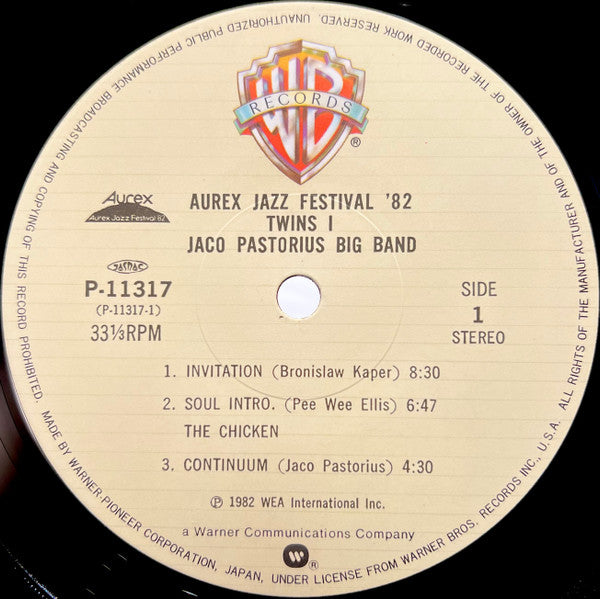 WB
RECORDS
®
Aurex
Aurex Jazz Festival '82
AUREX JAZZ FESTIVAL '82
TWINS I
JACO PASTORIUS BIG BAND
JASRAC
P-11317
(P-11317-1)
33⅓RPM
SIDE
1
STEREO
1. INVITATION (Bronislaw Kaper) 8:30
2. SOUL INTRO. (Pee Wee Ellis) 6:47
THE CHICKEN
3. CONTINUUM (Jaco Pastorius) 4:30
Ⓟ 1982 WEA International Inc.
a Warner Communications Company
®
MADE BY WARNER-PIONEER CORPORATION, JAPAN, UNDER LICENSE FROM WARNER BROS. RECORDS INC., U.S.A. ALL RIGHTS OF THE MANUFACTURER AND OF THE OWNER OF THE RECORDED WORK RESERVED. UNAUTHORIZED PUBLIC PERFORMANCE BROADCASTING AND COPYING OF THIS RECORD PROHIBITED.